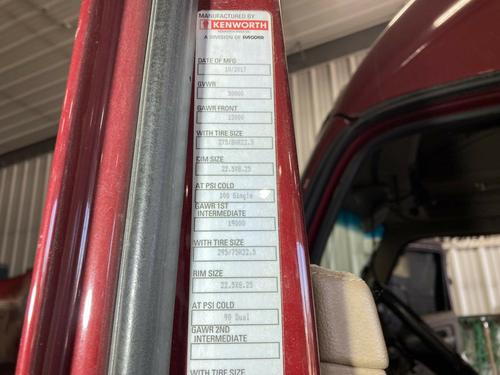 MANUFACTURED BY
KENWORTH
A DIVISION OF PACCAR
DATE OF MFG
10/2017
GVWR
50000
GAWR FRONT
12000
WITH TIRE SIZE
275/80R22.5
RIM SIZE
22.5X8.25
AT PSI COLD
100 Single
GAWR 1ST
INTERMEDIATE
19000
WITH TIRE SIZE
295/75R22.5
RIM SIZE
22.5X8.25
AT PSI COLD
90 Dual
GAWR 2ND
INTERMEDIATE
WITH TIRE SIZE